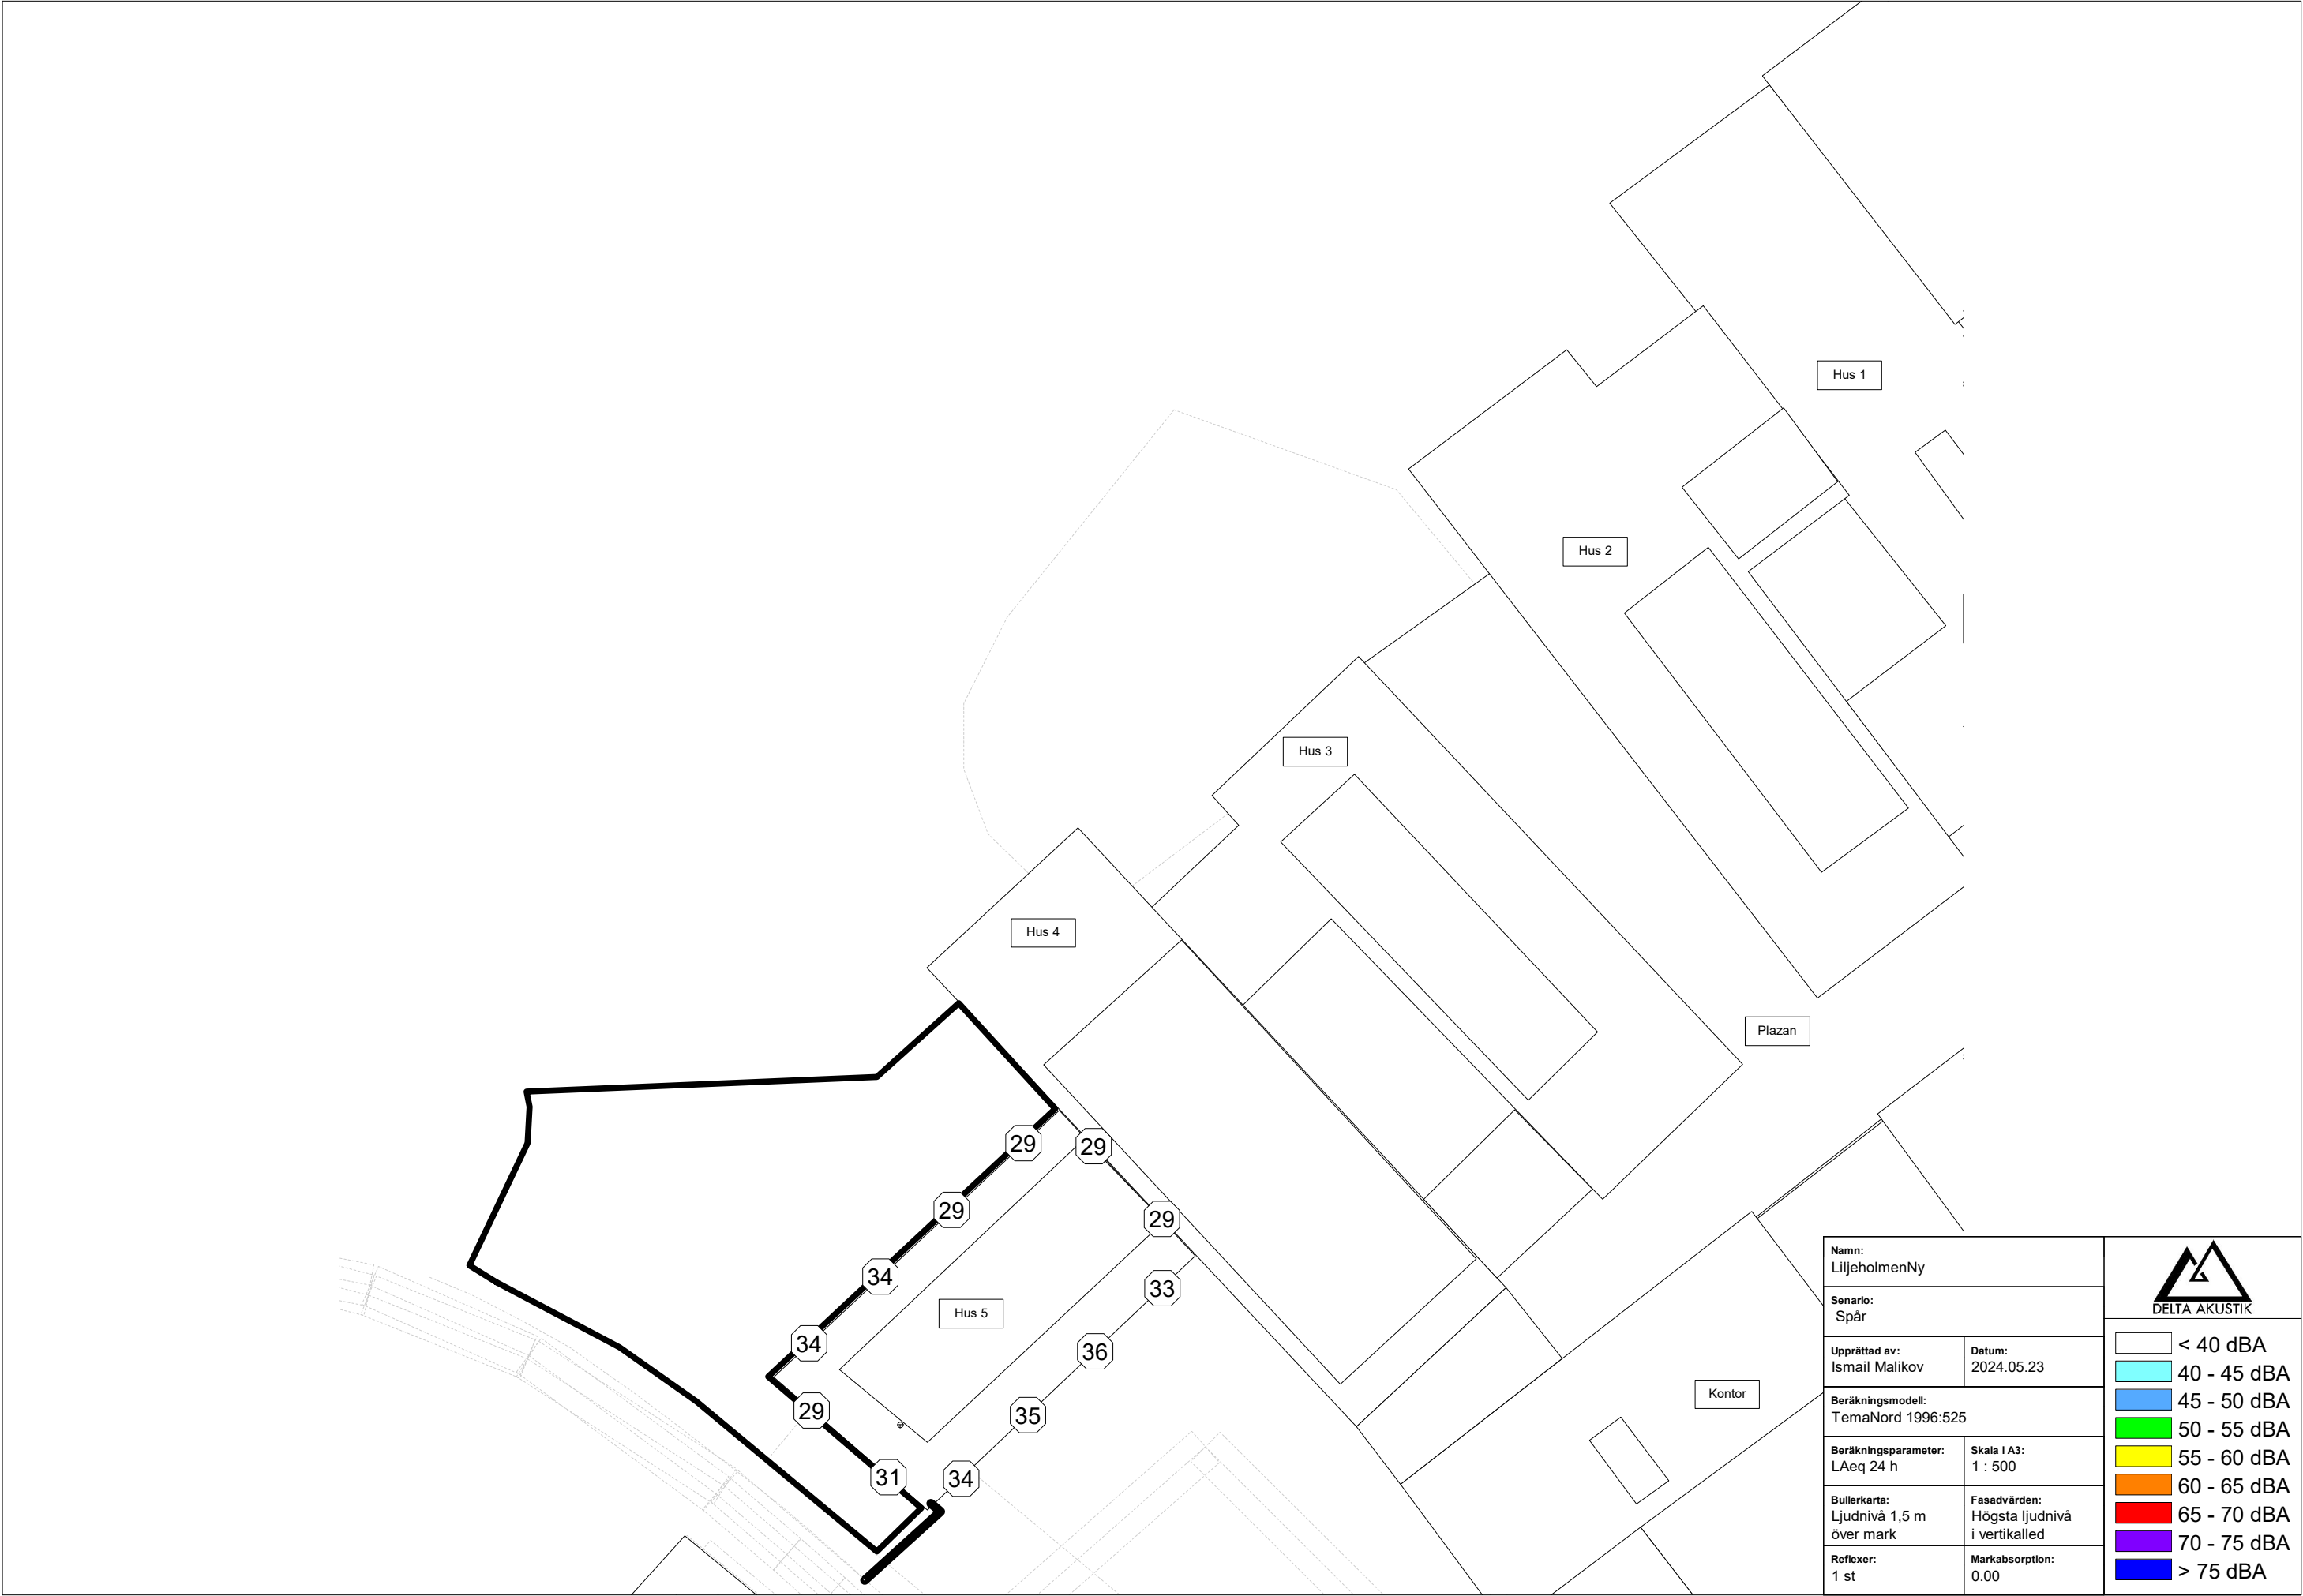 Hus 1
Hus 2
Hus 3
Hus 4
Plazan
29
29
29
29
34
33
Hus 5
34
36
Kontor
29
35
31
34
Namn:
LiljeholmenNy
Senario:
Spår
Upprättad av:
Ismail Malikov
Datum:
2024.05.23
Beräkningsmodell:
TemaNord 1996:525
Beräkningsparameter:
LAeq 24 h
Skala i A3:
1 : 500
Bullerkarta:
Ljudnivå 1,5 m
över mark
Fasadvärden:
Högsta ljudnivå
i vertikalled
Reflexer:
1 st
Markabsorption:
0.00
DELTA AKUSTIK
< 40 dBA
40 - 45 dBA
45 - 50 dBA
50 - 55 dBA
55 - 60 dBA
60 - 65 dBA
65 - 70 dBA
70 - 75 dBA
> 75 dBA